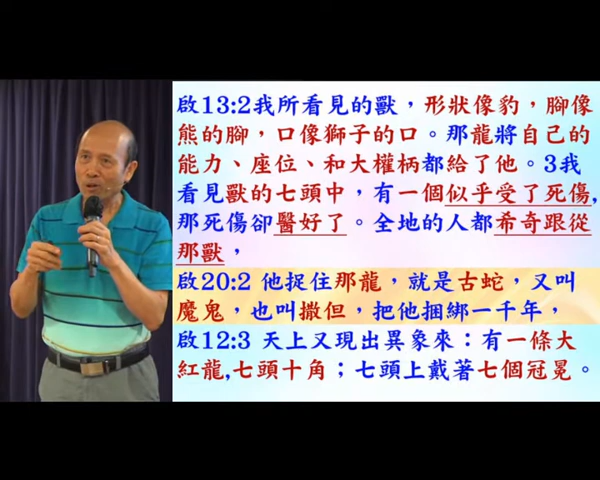 啟13:2我所看見的獸，形狀像豹，腳像
熊的腳，口像獅子的口。那龍將自己的
能力、座位、和大權柄都給了他。3我
看見獸的七頭中，有一個似乎受了死傷,
那死傷卻醫好了。全地的人都希奇跟從
那獸，
啟20:2 他捉住那龍，就是古蛇，又叫
魔鬼，也叫撒但，把他捆綁一千年，
啟12:3 天上又現出異象來：有一條大
紅龍,七頭十角；七頭上戴著七個冠冕。